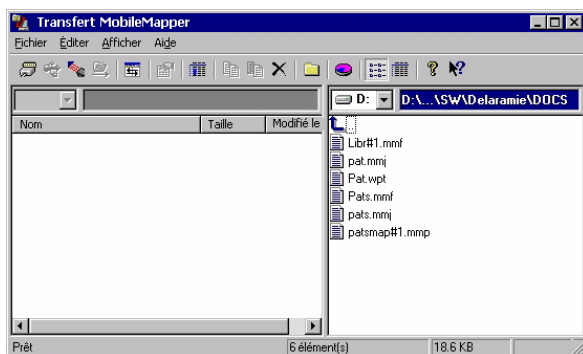 Transfert MobileMapper
Fichier Éditer Afficher Aide
D: D:\...\SW\Delaramie\DOCS
Nom Taille Modifié le
..
Libr#1.mmf
pat.mmj
Pat.wpt
Pats.mmf
pats.mmj
patsmap#1.mmp
Prêt 6 élément(s) 18.6 KB